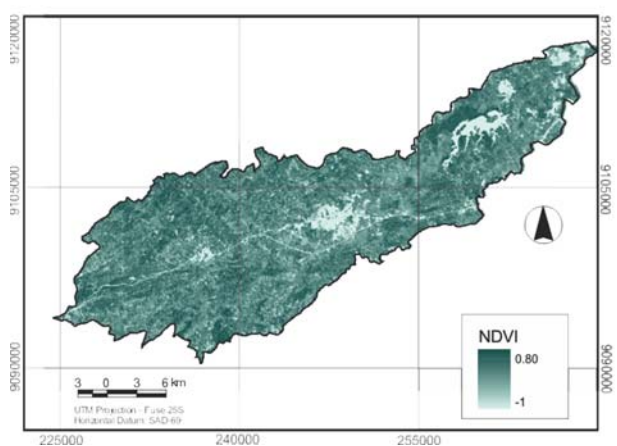 9120000
9120000
9105000
9105000
NDVI
0.80
-1
9090000
9090000
3 0 3 6 km
UTM Projection - Fuse 25S
Horizontal Datum: SAD-69
225000 240000 255000